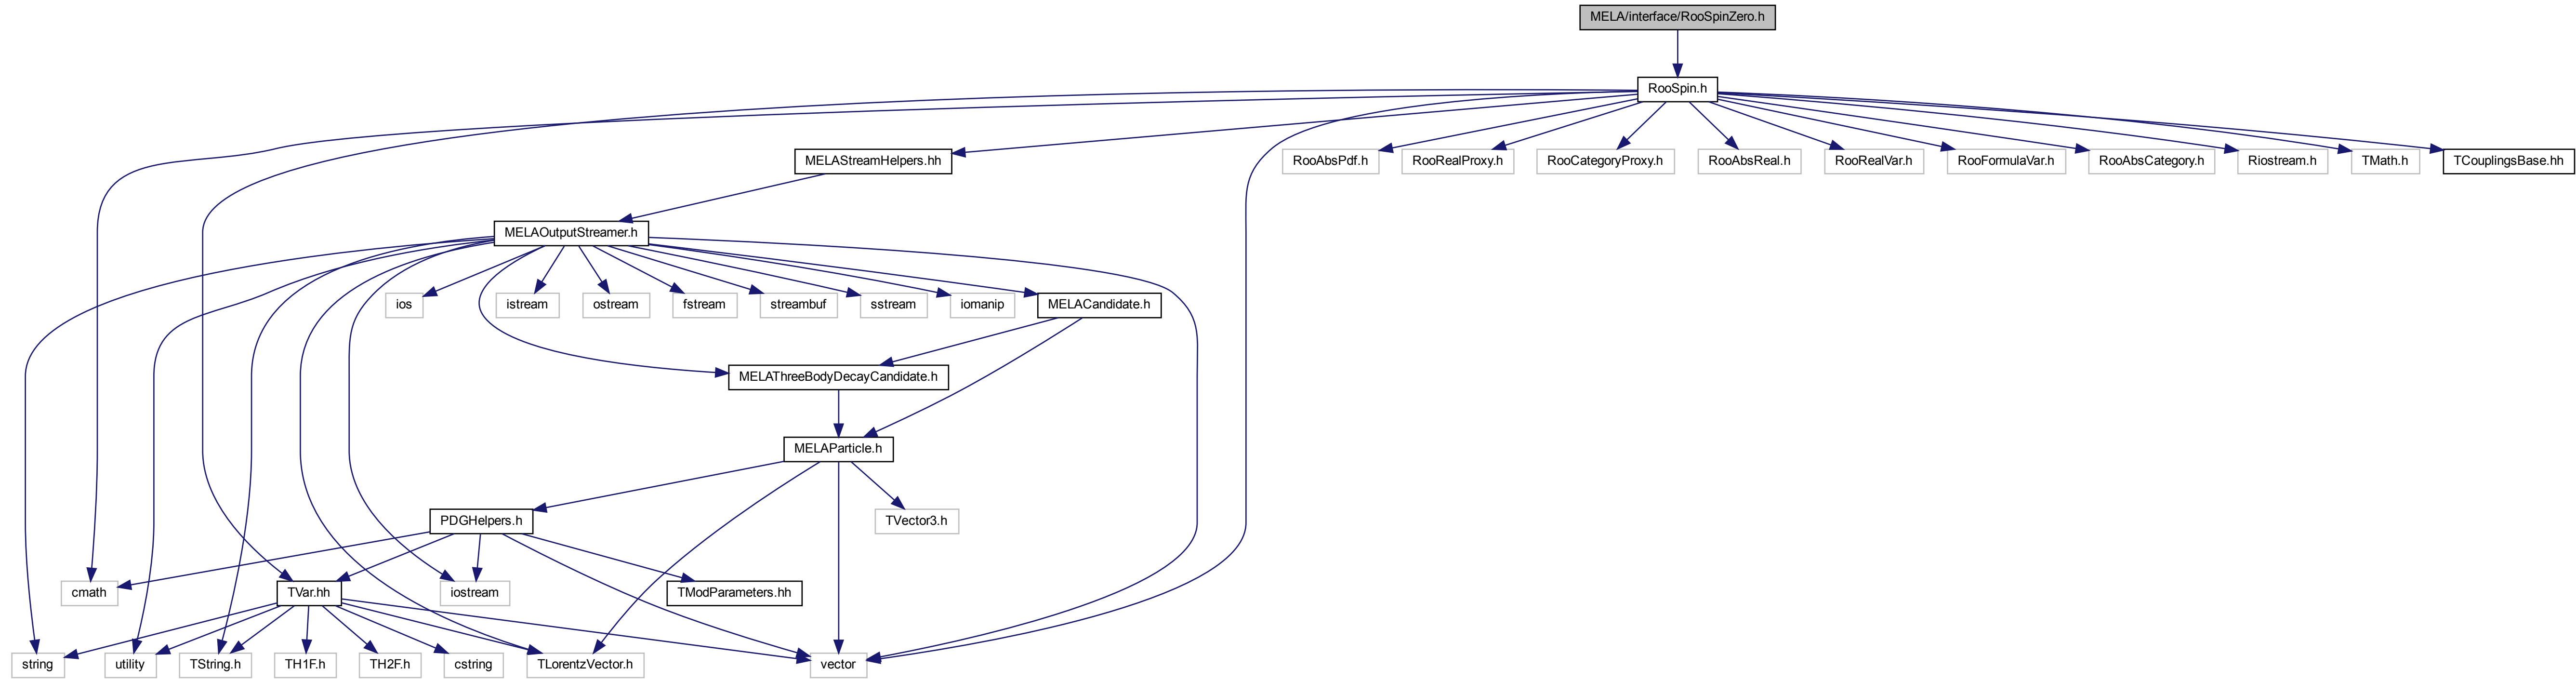 MELA/interface/RooSpinZero.h
RooSpin.h
MELAStreamHelpers.hh
RooAbsPdf.h
RooRealProxy.h
RooCategoryProxy.h
RooAbsReal.h
RooRealVar.h
RooFormulaVar.h
RooAbsCategory.h
Riostream.h
TMath.h
TCouplingsBase.hh
MELAOutputStreamer.h
ios
istream
ostream
fstream
streambuf
sstream
iomanip
MELACandidate.h
MELAThreeBodyDecayCandidate.h
MELAParticle.h
PDGHelpers.h
TVector3.h
cmath
TVar.hh
iostream
TModParameters.hh
string
utility
TString.h
TH1F.h
TH2F.h
cstring
TLorentzVector.h
vector